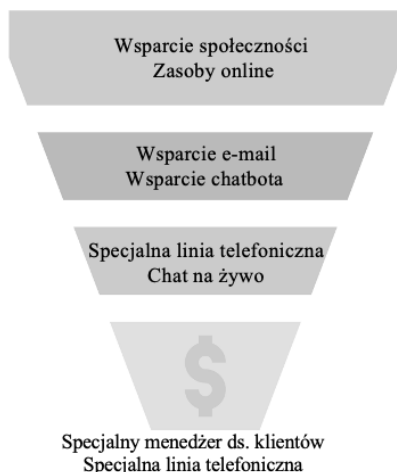 Wsparcie społeczności
Zasoby online
Wsparcie e-mail
Wsparcie chatbota
Specjalna linia telefoniczna
Chat na żywo
$
Specjalny menedżer ds. klientów
Specjalna linia telefoniczna